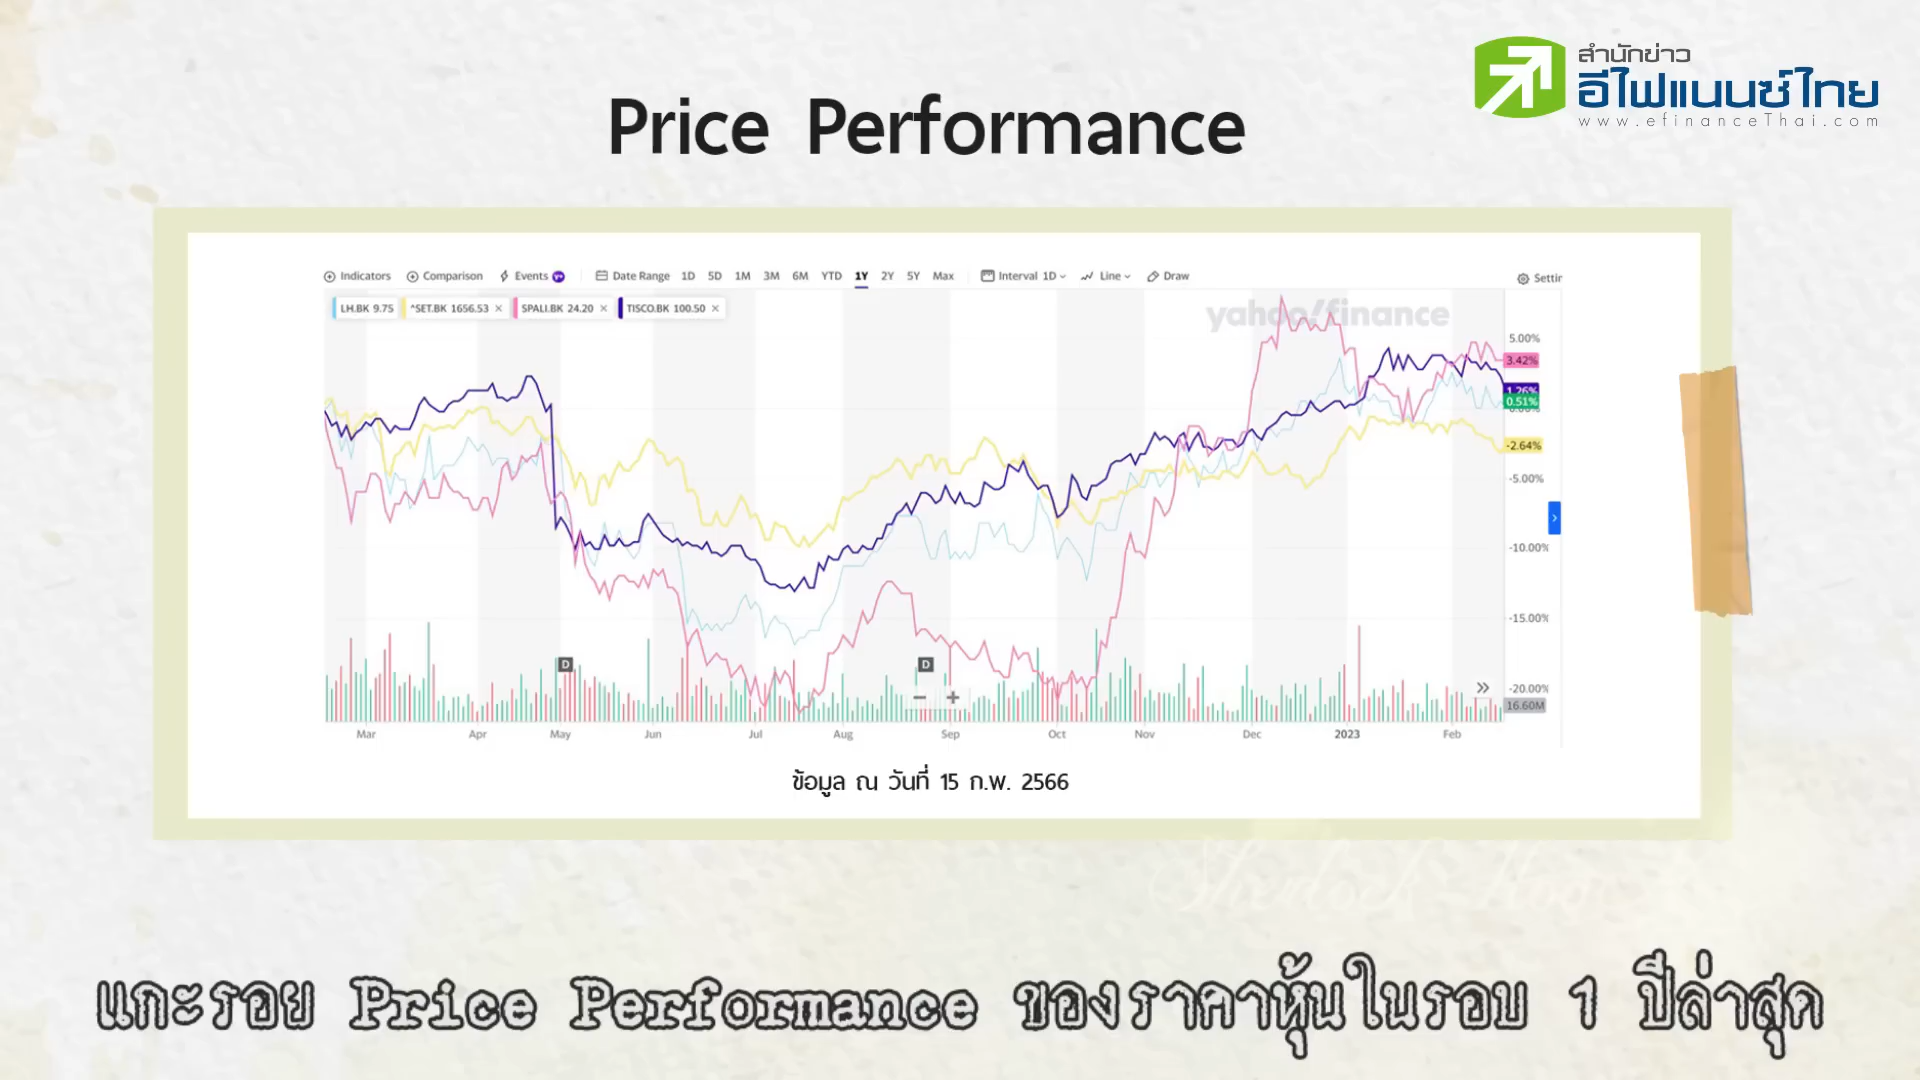 สำนักข่าว
อีไฟแนนซ์ไทย
www.efinanceThai.com
Price Performance
Indicators Comparison Events Date Range 1D 5D 1M 3M 6M YTD 1Y 2Y 5Y Max Interval 1D Line Draw Settir
LH.BK 9.75 ^SET.BK 1656.53 × SPALI.BK 24.20 × TISCO.BK 100.50 ×
yahoo/finance
5.00%
3.42%
1.26%
0.51%
0.00%
-2.64%
-5.00%
-10.00%
-15.00%
D D
-20.00%
16.60M
Mar Apr May Jun Jul Aug Sep Oct Nov Dec 2023 Feb
ข้อมูล ณ วันที่ 15 ก.พ. 2566
แกะรอย Price Performance ของราคาหุ้นในรอบ 1 ปีล่าสุด